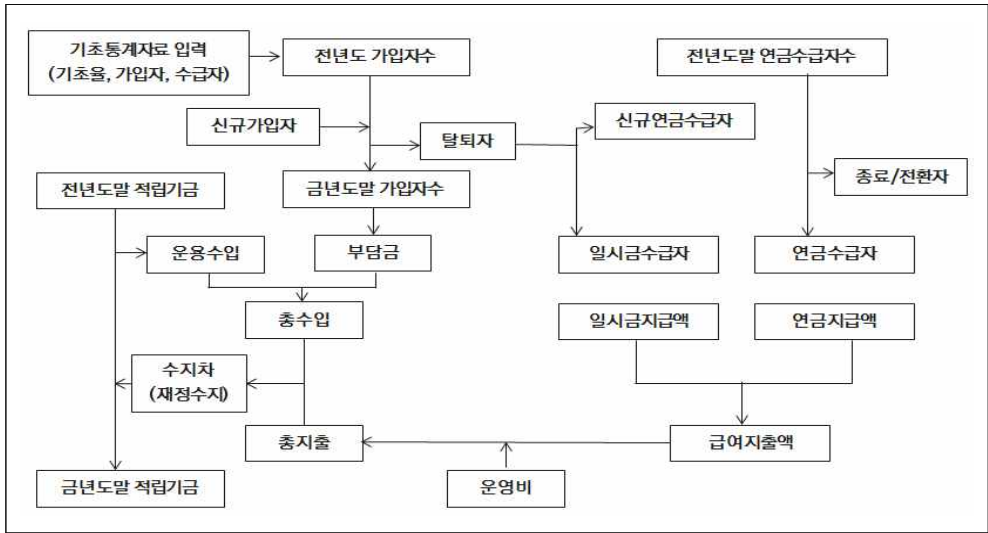 기초통계자료 입력
(기초율, 가입자, 수급자)
전년도 가입자수
전년도말 연금수급자수
신규가입자
탈퇴자
신규연금수급자
전년도말 적립기금
금년도말 가입자수
종료/전환자
운용수입
부담금
일시금수급자
연금수급자
총수입
일시금지급액
연금지급액
수지차
(재정수지)
총지출
급여지출액
금년도말 적립기금
운영비